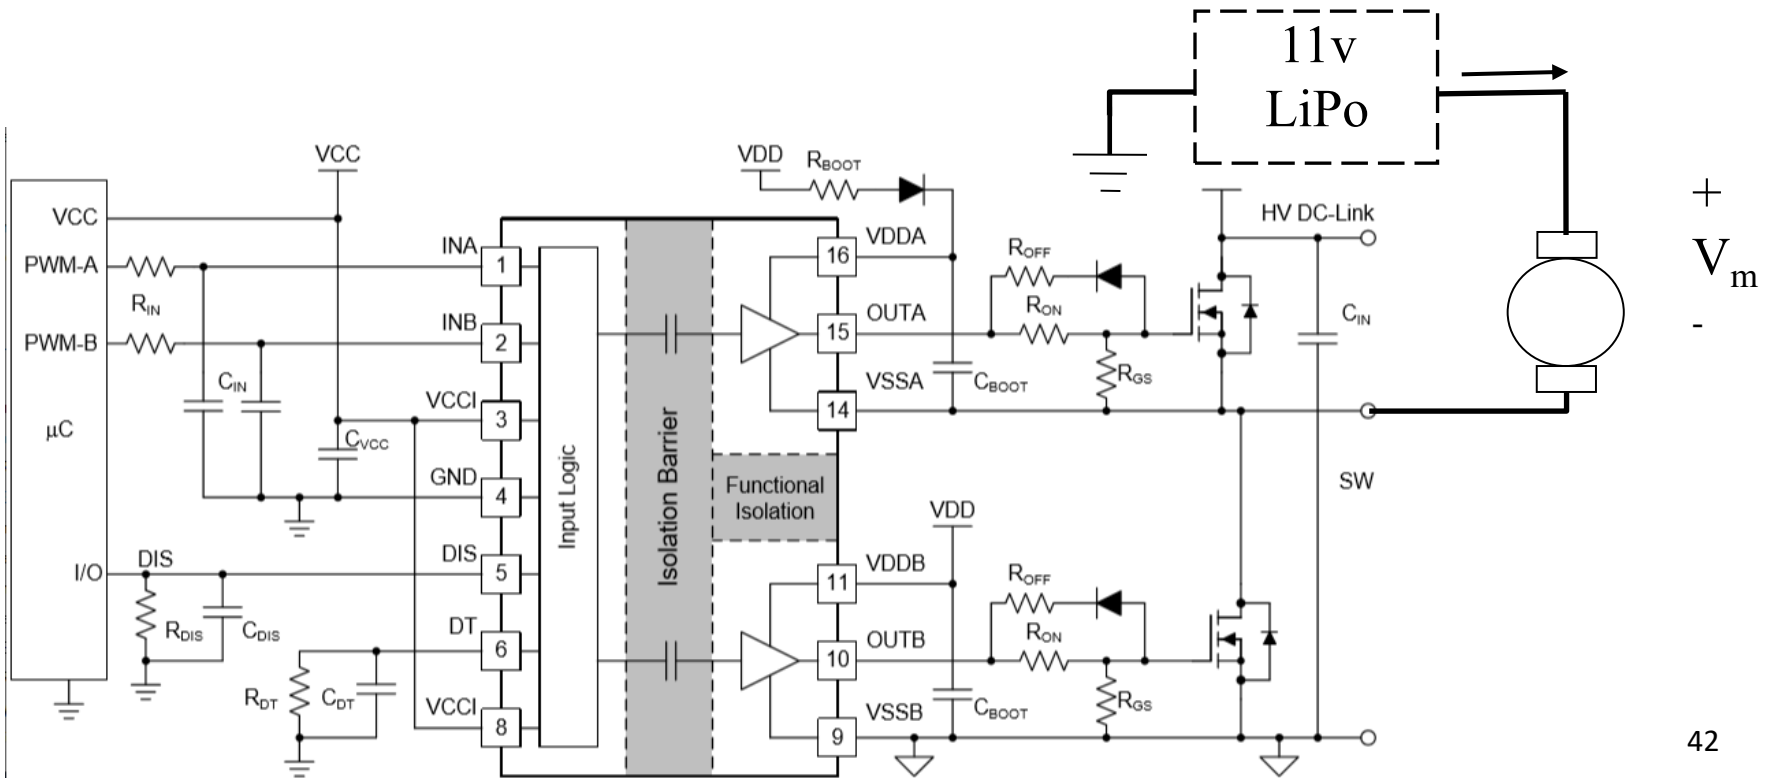 11v
LiPo
+
Vm
-
VCC
VDD
RBOOT
HV DC-Link
VCC
PWM-A
RIN
PWM-B
CIN
μC
CVCC
I/O
DIS
RDIS
CDIS
RDT
CDT
INA
1
INB
2
VCCI
3
GND
4
DIS
5
DT
6
VCCI
8
Input Logic
Isolation Barrier
Functional
Isolation
16
VDDA
15
OUTA
14
VSSA
ROFF
RON
RGS
CBOOT
CIN
SW
VDD
11
VDDB
10
OUTB
9
VSSB
ROFF
RON
RGS
CBOOT
42